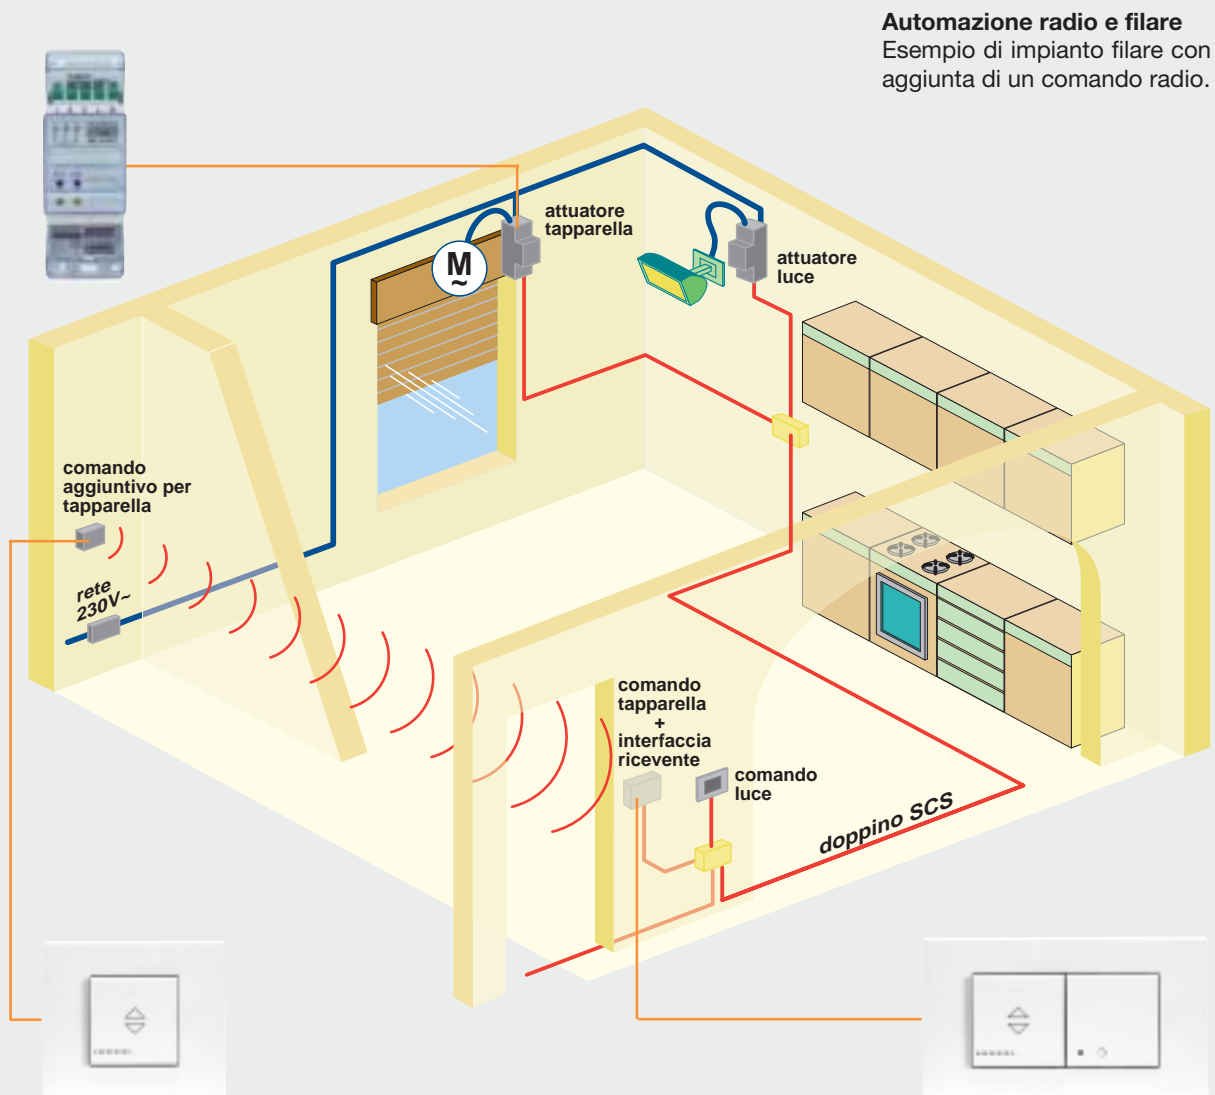 Automazione radio e filare
Esempio di impianto filare con
aggiunta di un comando radio.
attuatore
tapparella
M
~
attuatore
luce
comando
aggiuntivo per
tapparella
rete
230V~
comando
tapparella
+
interfaccia
ricevente
comando
luce
doppino SCS